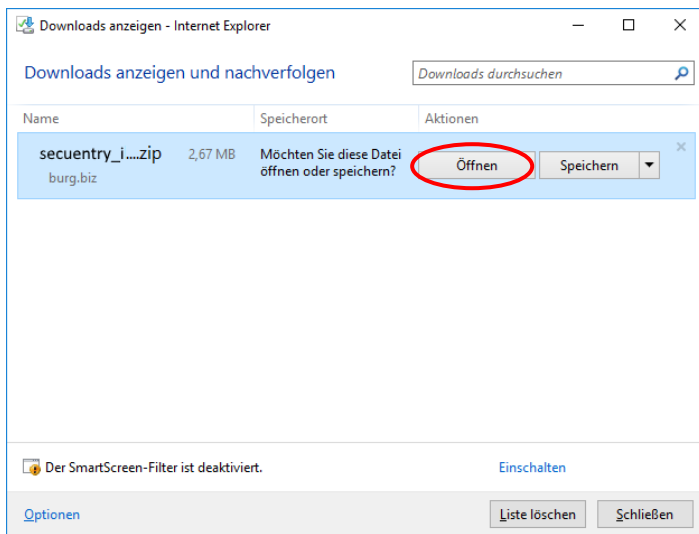 Downloads anzeigen - Internet Explorer
Downloads anzeigen und nachverfolgen
Downloads durchsuchen
Name Speicherort Aktionen
secuentry_i....zip 2,67 MB Möchten Sie diese Datei
öffnen oder speichern? Öffnen Speichern
burg.biz
Der SmartScreen-Filter ist deaktiviert. Einschalten
Optionen Liste löschen Schließen